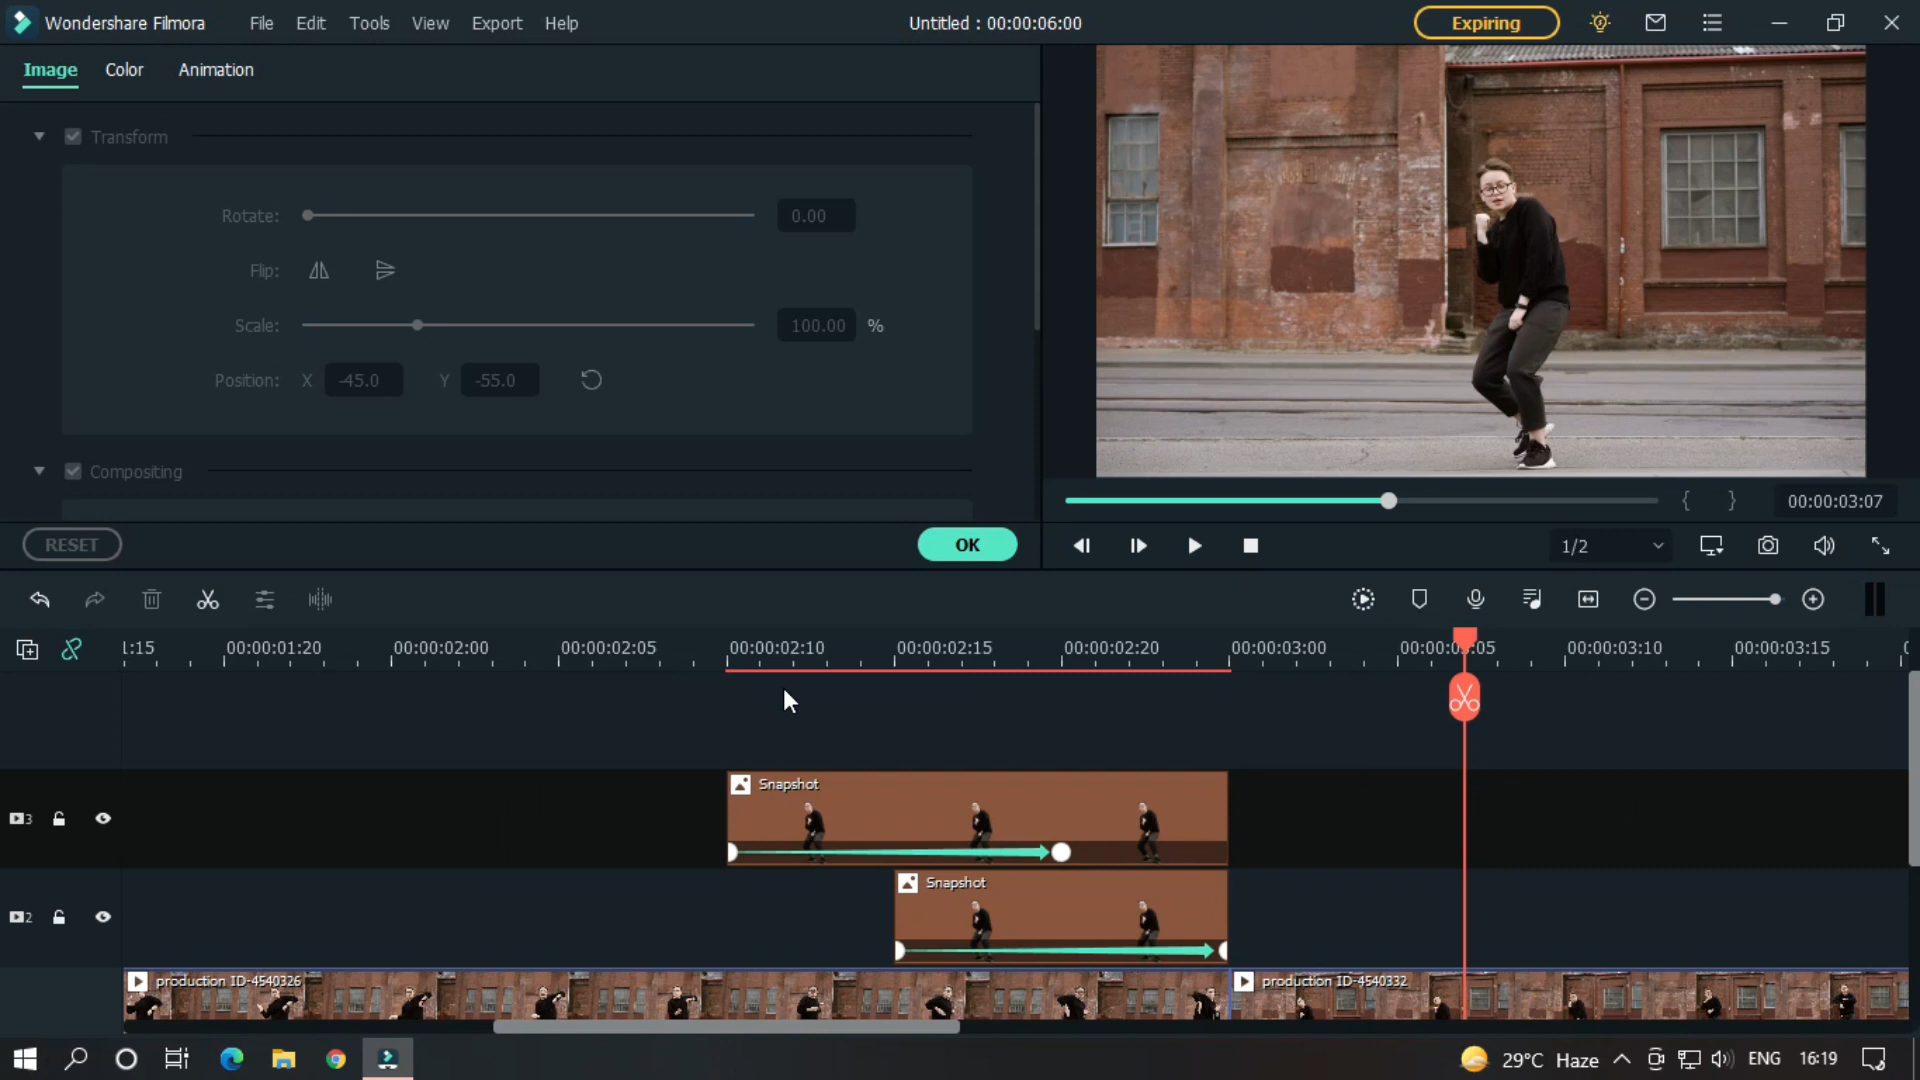 Wondershare Filmora File Edit Tools View Export Help Untitled : 00:00:06:00 Expiring
Image Color Animation
Transform
Rotate: 0.00
Flip:
Scale: 100.00 %
Position: X -45.0 Y -55.0
Compositing
RESET OK
{ } 00:00:03:07
1/2
1:15 00:00:01:20 00:00:02:00 00:00:02:05 00:00:02:10 00:00:02:15 00:00:02:20 00:00:03:00 00:00:03:05 00:00:03:10 00:00:03:15
Snapshot
3
Snapshot
2
production ID-4540326 production ID-4540332
29°C Haze ENG 16:19